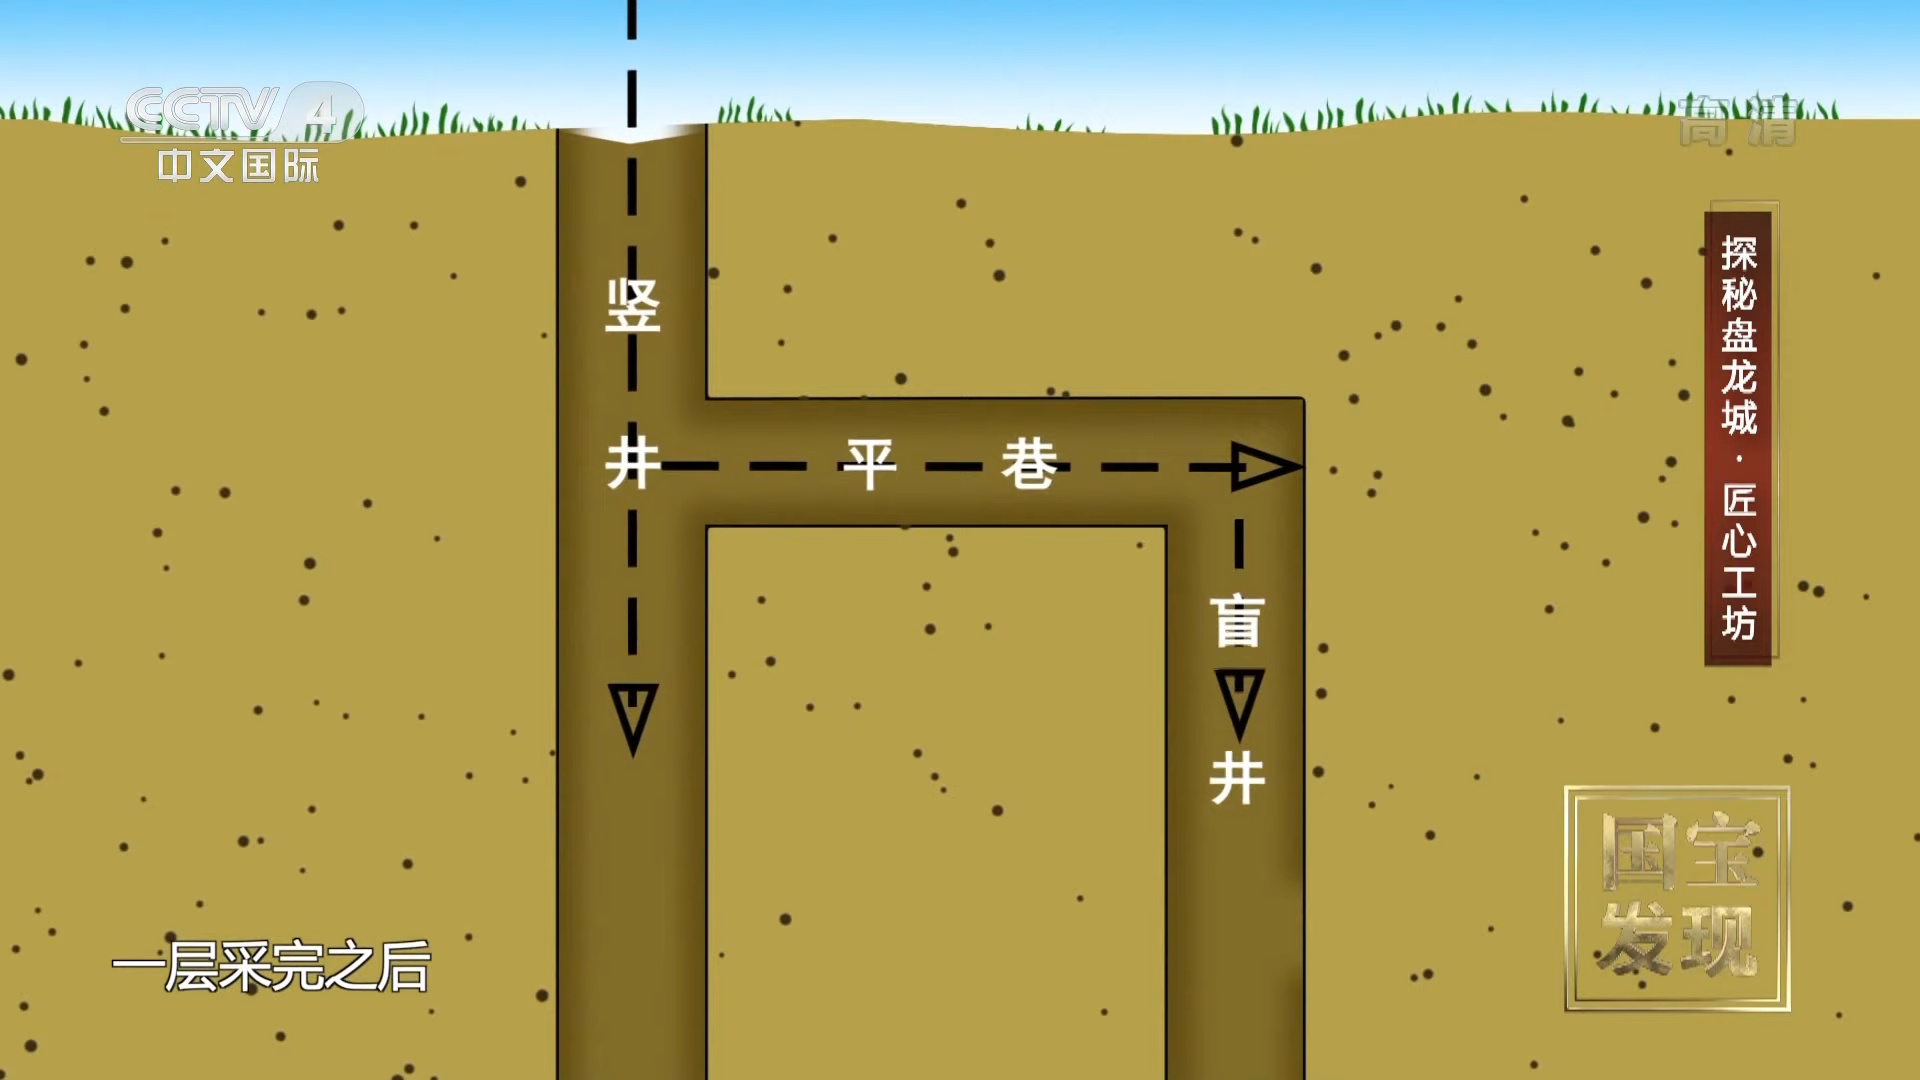 CCTV 4
中文国际
高清
竖井
平巷
盲井
探秘盘龙城·匠心工坊
国宝
发现
一层采完之后